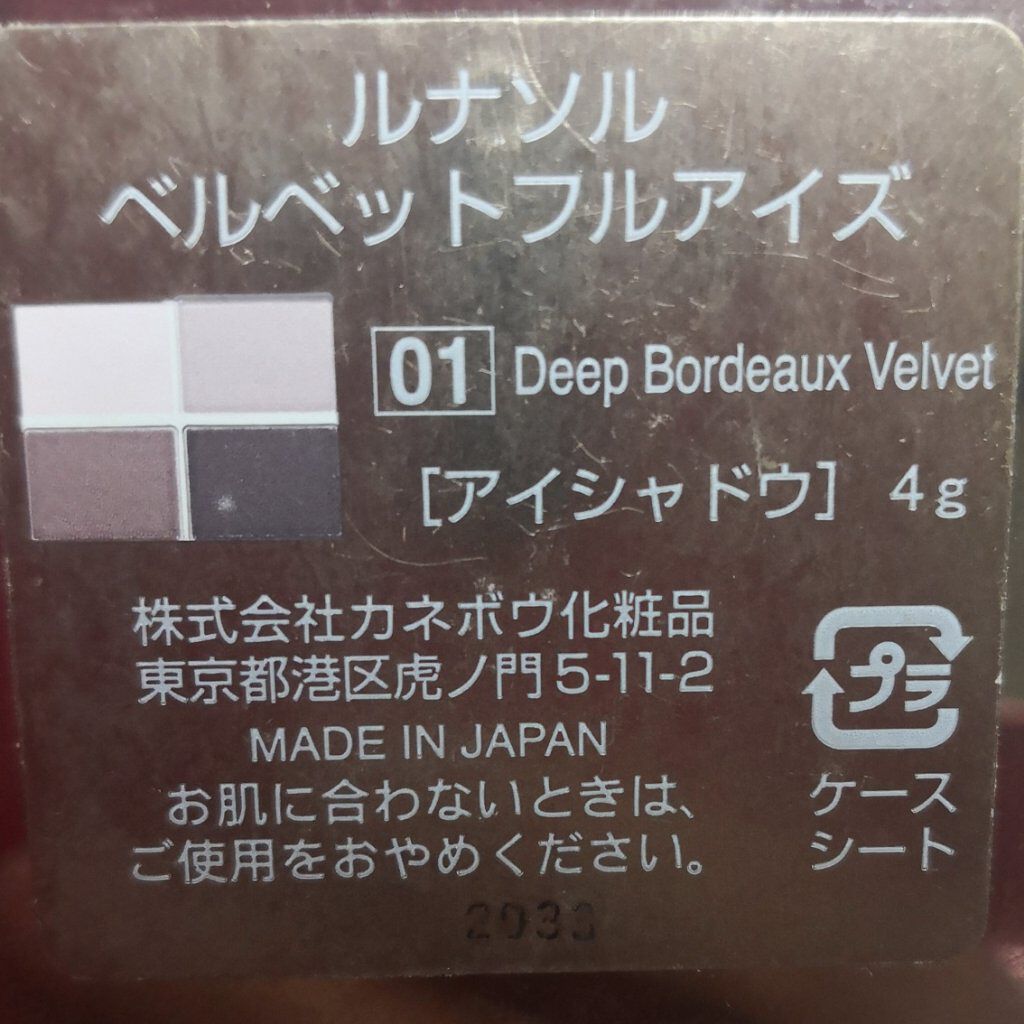 ルナソル
ベルベットフルアイズ
01 Deep Bordeaux Velvet
[アイシャドウ] 4g
株式会社カネボウ化粧品
東京都港区虎ノ門5-11-2
MADE IN JAPAN
お肌に合わないときは、
ご使用をおやめください。
プラ
ケース
シート
2033